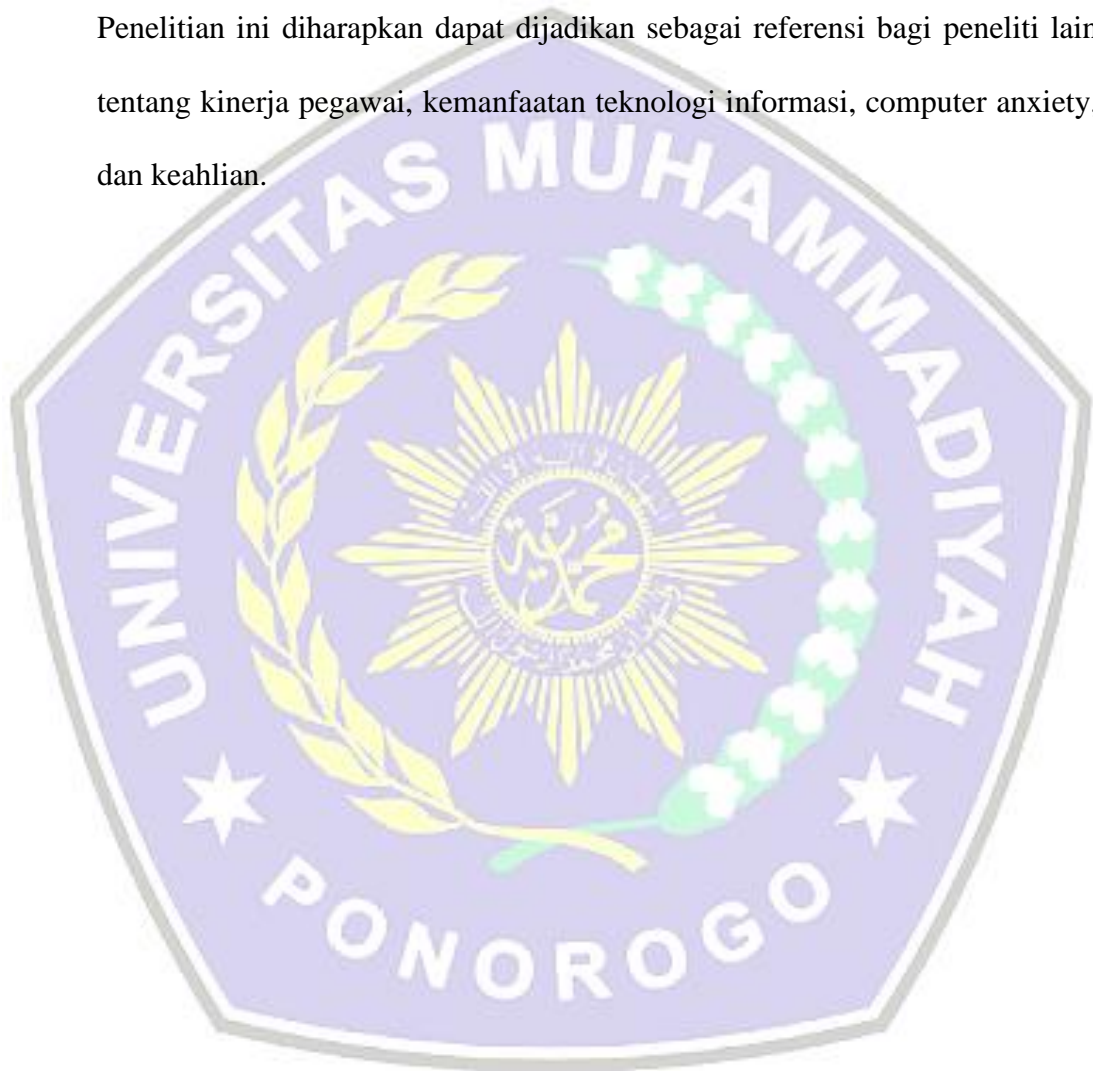 Penelitian ini diharapkan dapat dijadikan sebagai referensi bagi peneliti lain
tentang kinerja pegawai, kemanfaatan teknologi informasi, computer anxiety,
dan keahlian.
UNIVERSITAS MUHAMMADIYAH
محمدية
PONOROGO